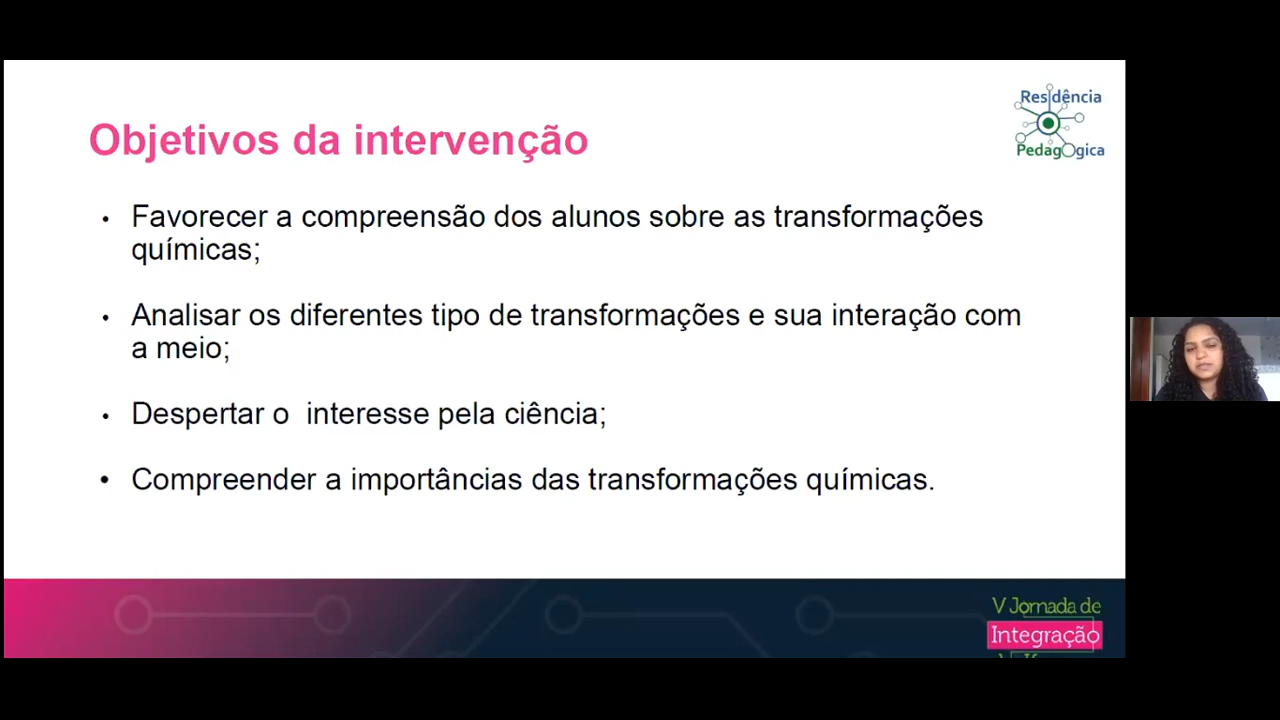 Residência
Pedagógica
Objetivos da intervenção
• Favorecer a compreensão dos alunos sobre as transformações
químicas;
• Analisar os diferentes tipo de transformações e sua interação com
a meio;
• Despertar o  interesse pela ciência;
• Compreender a importâncias das transformações químicas.
V Jornada de
Integração